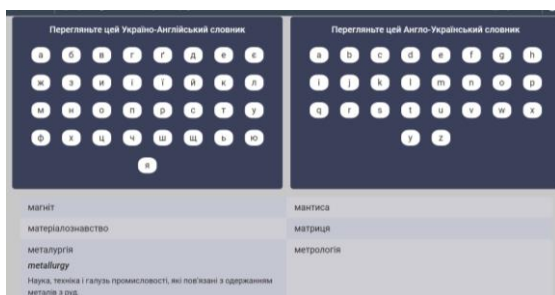 Перегляньте цей Україно-Англійський словник
а б в г ґ д е є
ж з и і ї й к л
м н о п р с т у
ф х ц ч ш щ ь ю
я
Перегляньте цей Англо-Український словник
a b c d e f g h
i j k l m n o p
q r s t u v w x
y z
магніт
мантиса
матеріалознавство
матриця
металургія
метрологія
metallurgy
Наука, техніка і галузь промисловості, які пов'язані з одержанням
металів з руд.